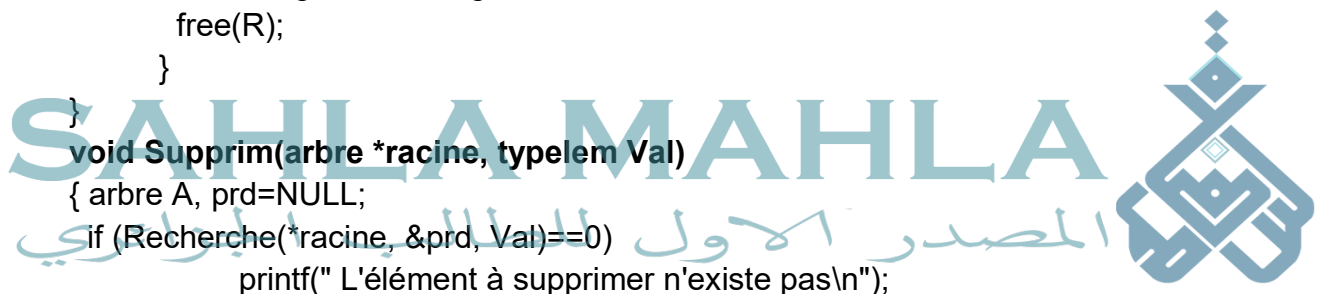 free(R);
}
}
SAHLA MAHLA
void Supprim(arbre *racine, typelem Val)
{ arbre A, prd=NULL;
if (Recherche(*racine, &prd, Val)==0)
المصدر الاول للطالب الجزائري
printf(" L'élément à supprimer n'existe pas\n");